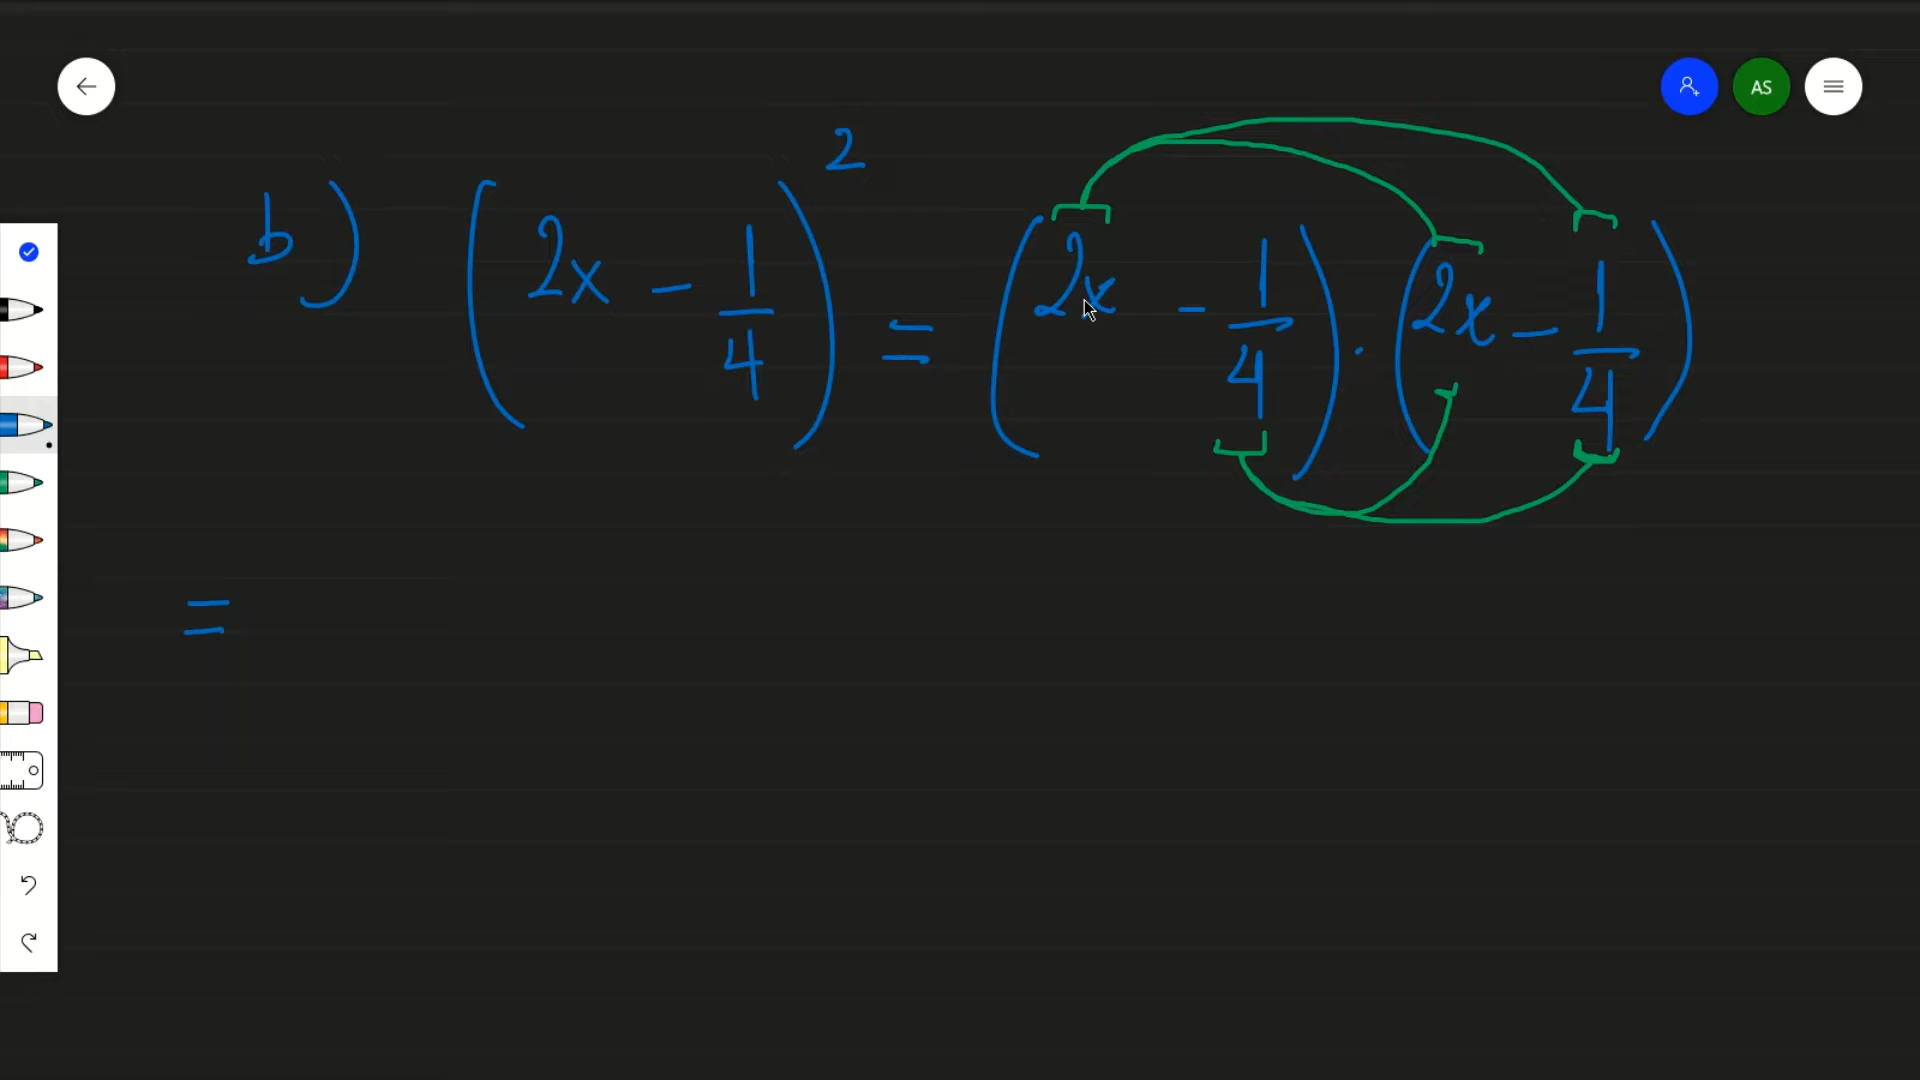 AS
b) (2x - 1/4)^2 = (2x - 1/4) · (2x - 1/4)
=